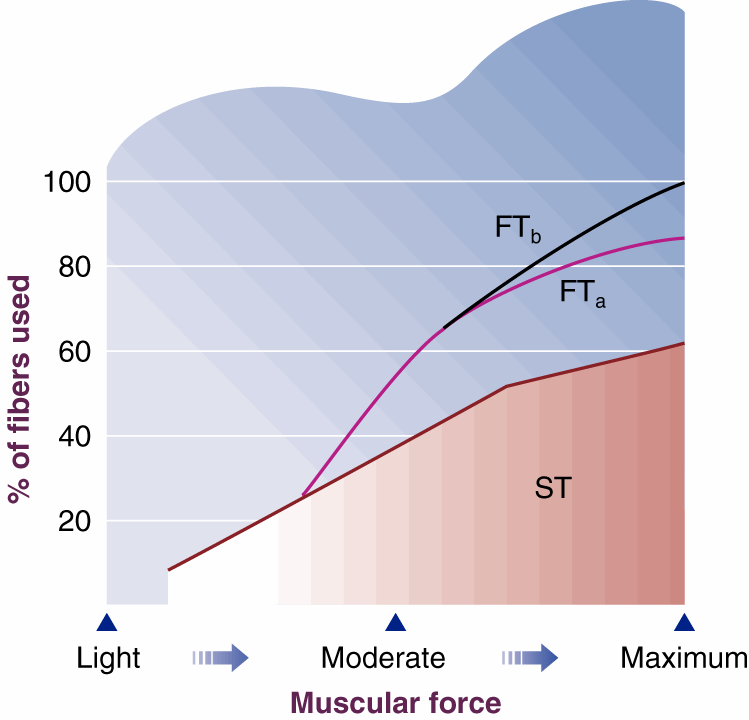 100
80
60
40
20
% of fibers used
FTb
FTa
ST
Light
Moderate
Maximum
Muscular force